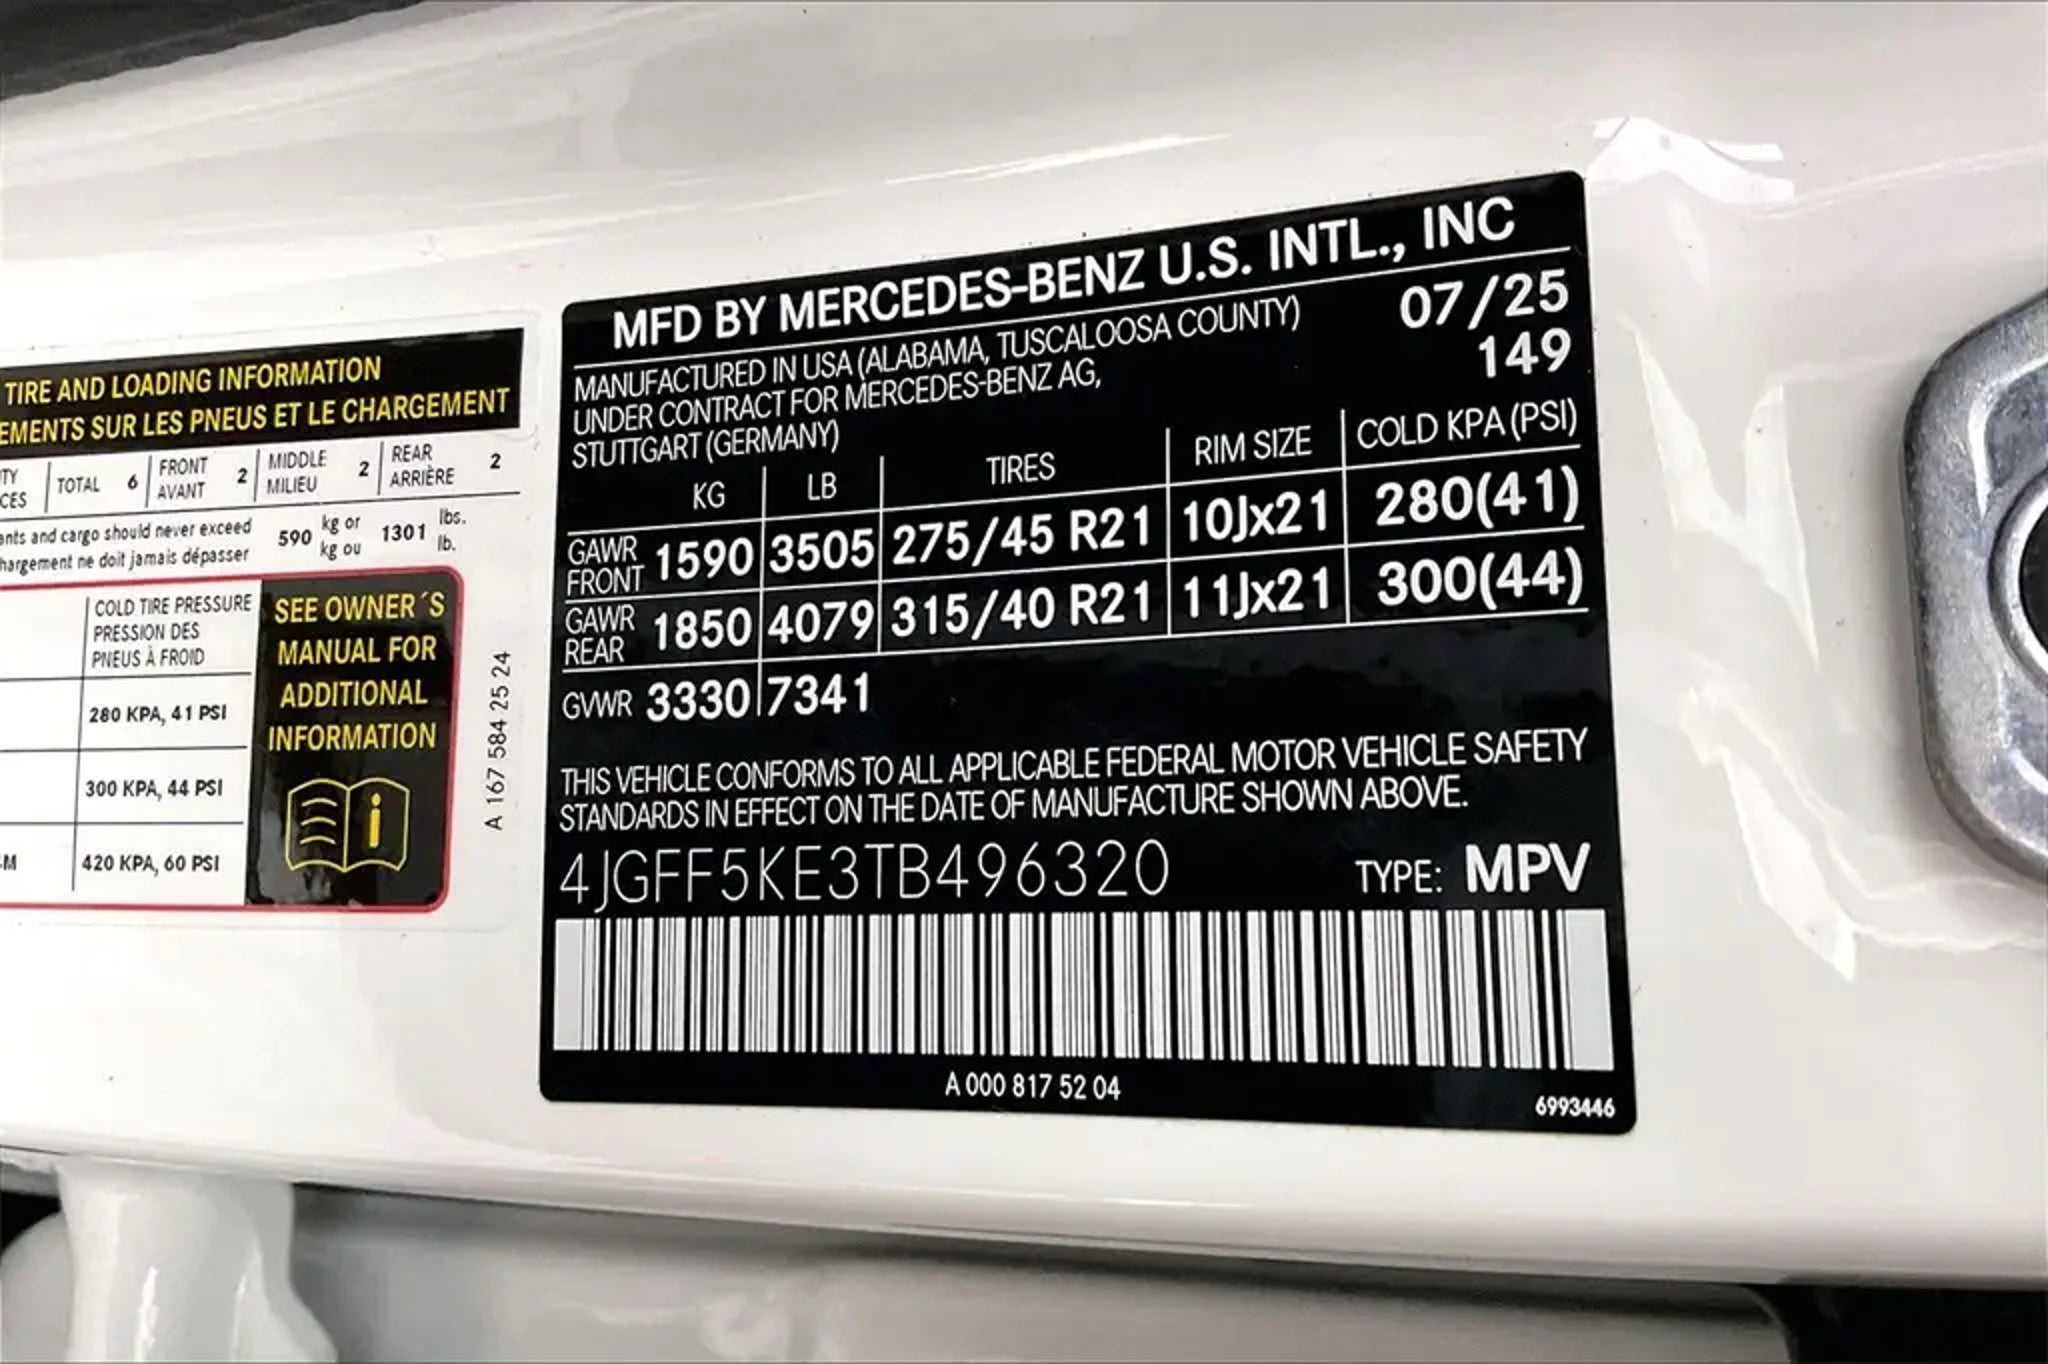 TIRE AND LOADING INFORMATION
EMENTS SUR LES PNEUS ET LE CHARGEMENT
TY
CES
TOTAL 6
FRONT
AVANT
2
MIDDLE
MILIEU
2
REAR
ARRIÈRE
2
ants and cargo should never exceed
hargement ne doit jamais dépasser
590
kg or
kg ou
1301
lbs.
lb.
COLD TIRE PRESSURE
PRESSION DES
PNEUS À FROID
280 KPA, 41 PSI
300 KPA, 44 PSI
M
420 KPA, 60 PSI
SEE OWNER´S
MANUAL FOR
ADDITIONAL
INFORMATION
i
A 167 584 25 24
MFD BY MERCEDES-BENZ U.S. INTL., INC
MANUFACTURED IN USA (ALABAMA, TUSCALOOSA COUNTY)
UNDER CONTRACT FOR MERCEDES-BENZ AG,
STUTTGART (GERMANY)
07/25
149
KG LB TIRES RIM SIZE COLD KPA (PSI)
GAWR
FRONT
1590 3505 275/45 R21 10Jx21 280(41)
GAWR
REAR
1850 4079 315/40 R21 11Jx21 300(44)
GVWR 3330 7341
THIS VEHICLE CONFORMS TO ALL APPLICABLE FEDERAL MOTOR VEHICLE SAFETY
STANDARDS IN EFFECT ON THE DATE OF MANUFACTURE SHOWN ABOVE.
4JGFF5KE3TB496320 TYPE: MPV
A 000 817 52 04
6993446